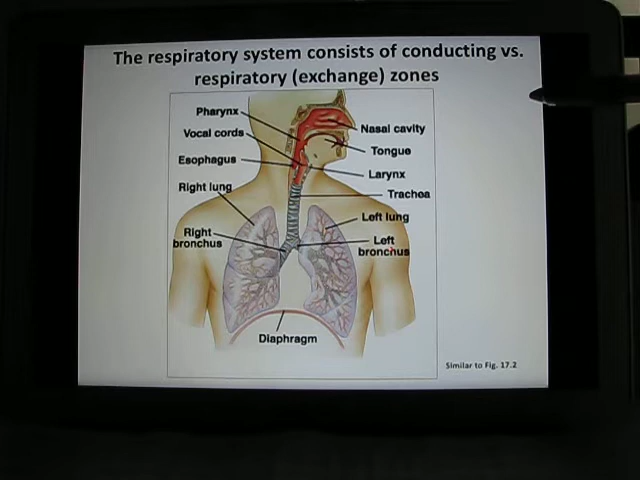 The respiratory system consists of conducting vs.
respiratory (exchange) zones
Pharynx
Nasal cavity
Vocal cords
Tongue
Esophagus
Larynx
Right lung
Trachea
Left lung
Right
bronchus
Left
bronchus
Diaphragm
Similar to Fig. 17.2